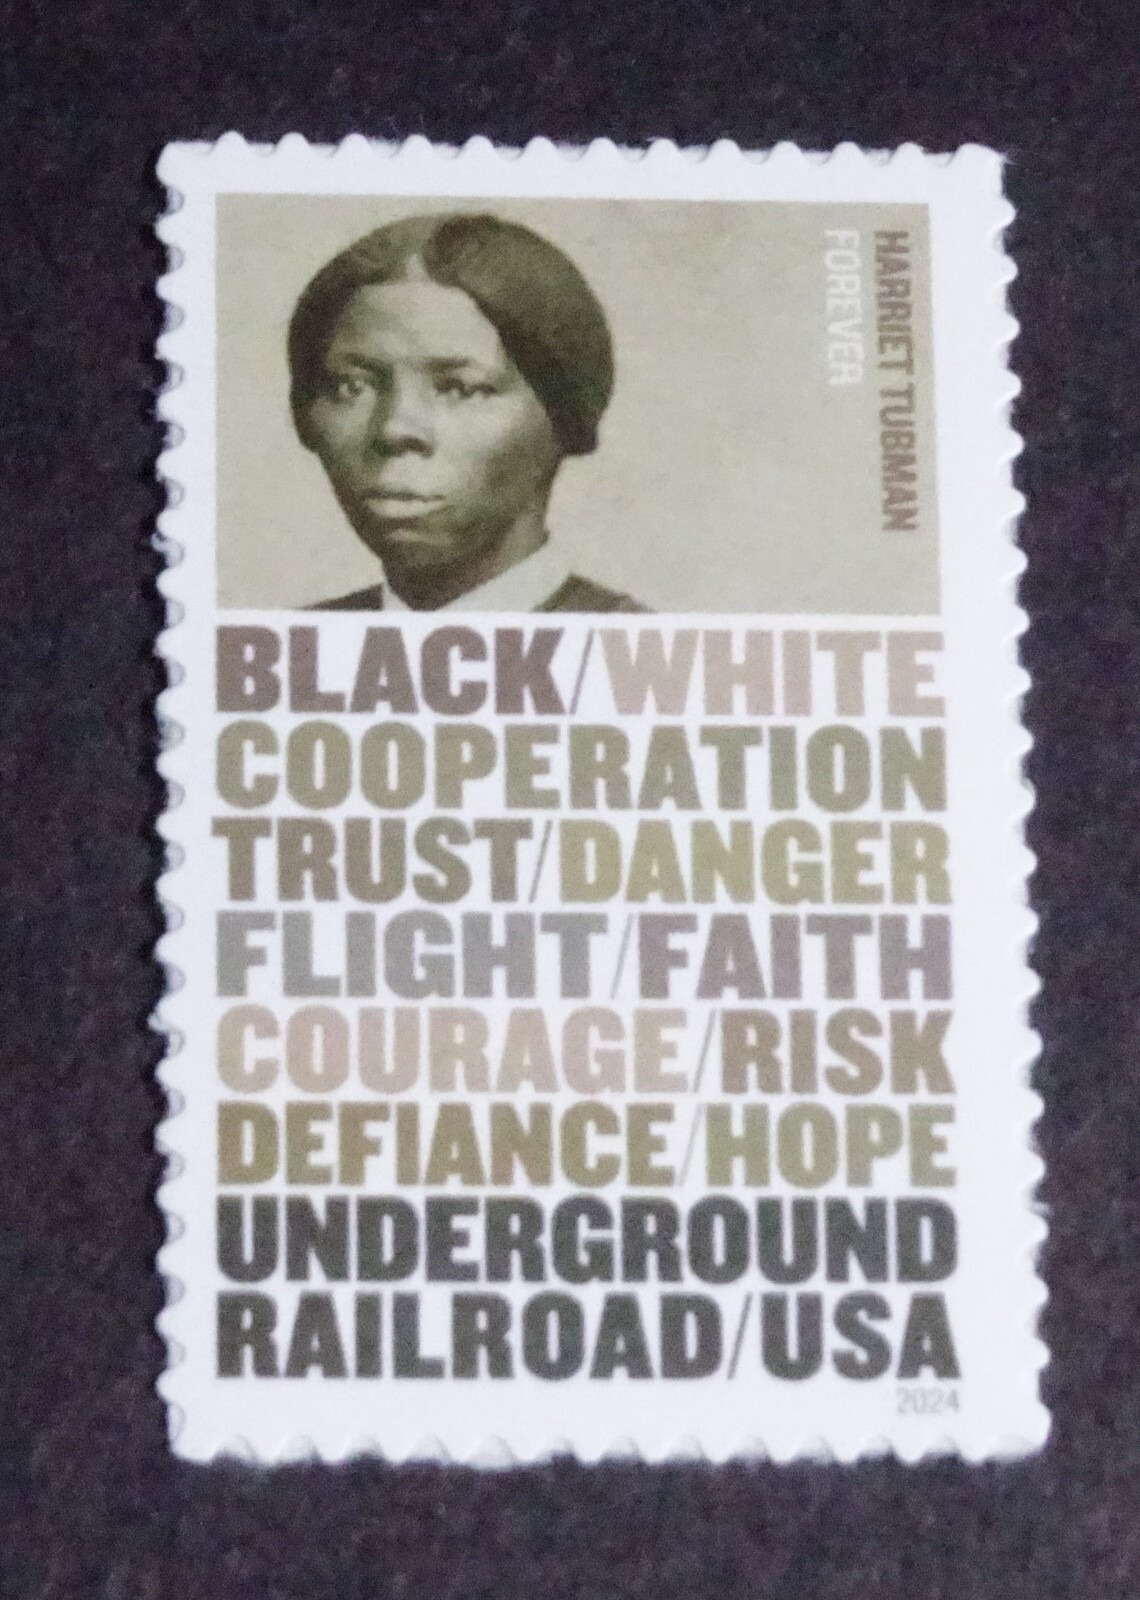 HARRIET TUBMAN
FOREVER
BLACK/WHITE
COOPERATION
TRUST/DANGER
FLIGHT/FAITH
COURAGE/RISK
DEFIANCE/HOPE
UNDERGROUND
RAILROAD/USA
2024